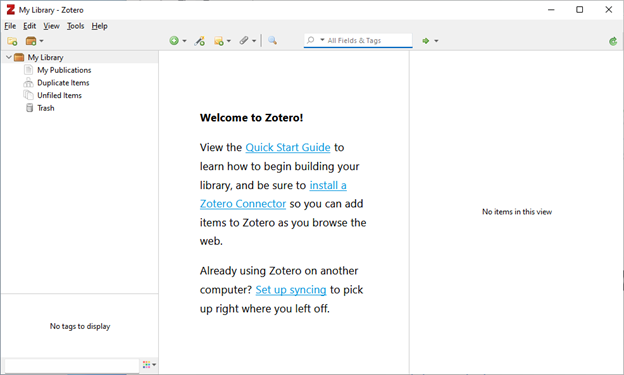 My Library - Zotero
File Edit View Tools Help
All Fields & Tags
My Library
My Publications
Duplicate Items
Unfiled Items
Trash
No tags to display
Welcome to Zotero!
View the Quick Start Guide to
learn how to begin building your
library, and be sure to install a
Zotero Connector so you can add
items to Zotero as you browse the
web.
Already using Zotero on another
computer? Set up syncing to pick
up right where you left off.
No items in this view